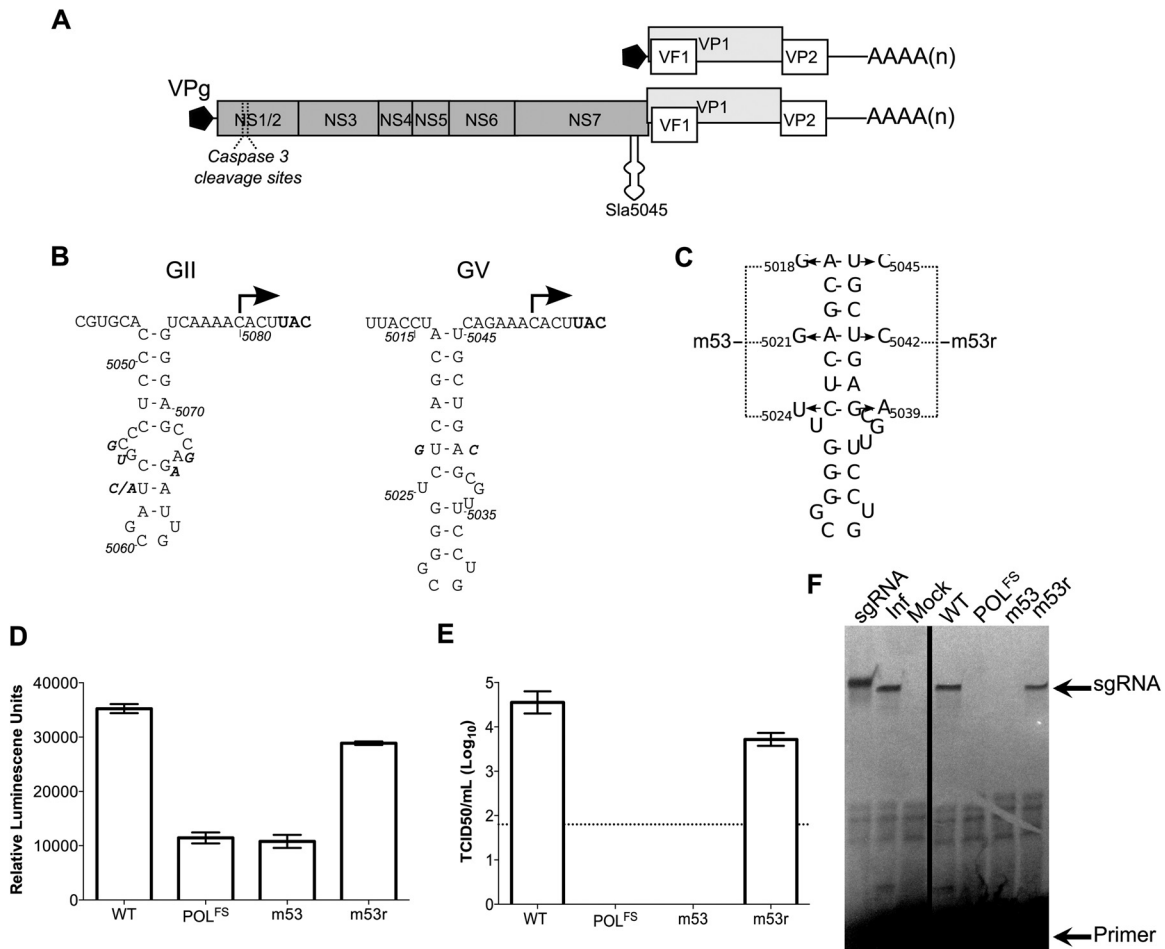 A
VF1 VP1 VP2 AAAA(n)
VPg
NS1/2 NS3 NS4 NS5 NS6 NS7 VF1 VP1 VP2 AAAA(n)
Caspase 3
cleavage sites
Sla5045
B
GII
CGUGCA UCAAAACACUUAC
5080
C-G
5050 C-G
C-G
U-G
C-A 5070
G/U
C/A
5060
GV
UUACCU CAGAAACACUUAC
5015 5045
A-U
C-G
G-C
A-U
C-G
G U-A C
5025
5035
C
5018 G A U C 5045
C-G
G-C
m53 5021 G A U C 5042 m53r
C-G
U-A
5024 U C G A 5039
D
Relative Luminescene Units
40000
30000
20000
10000
0
WT POLFS m53 m53r
E
TCID50/mL (Log10)
5
4
3
2
1
0
WT POLFS m53 m53r
F
sgRNA Inf Mock WT POLFS m53 m53r
sgRNA
Primer